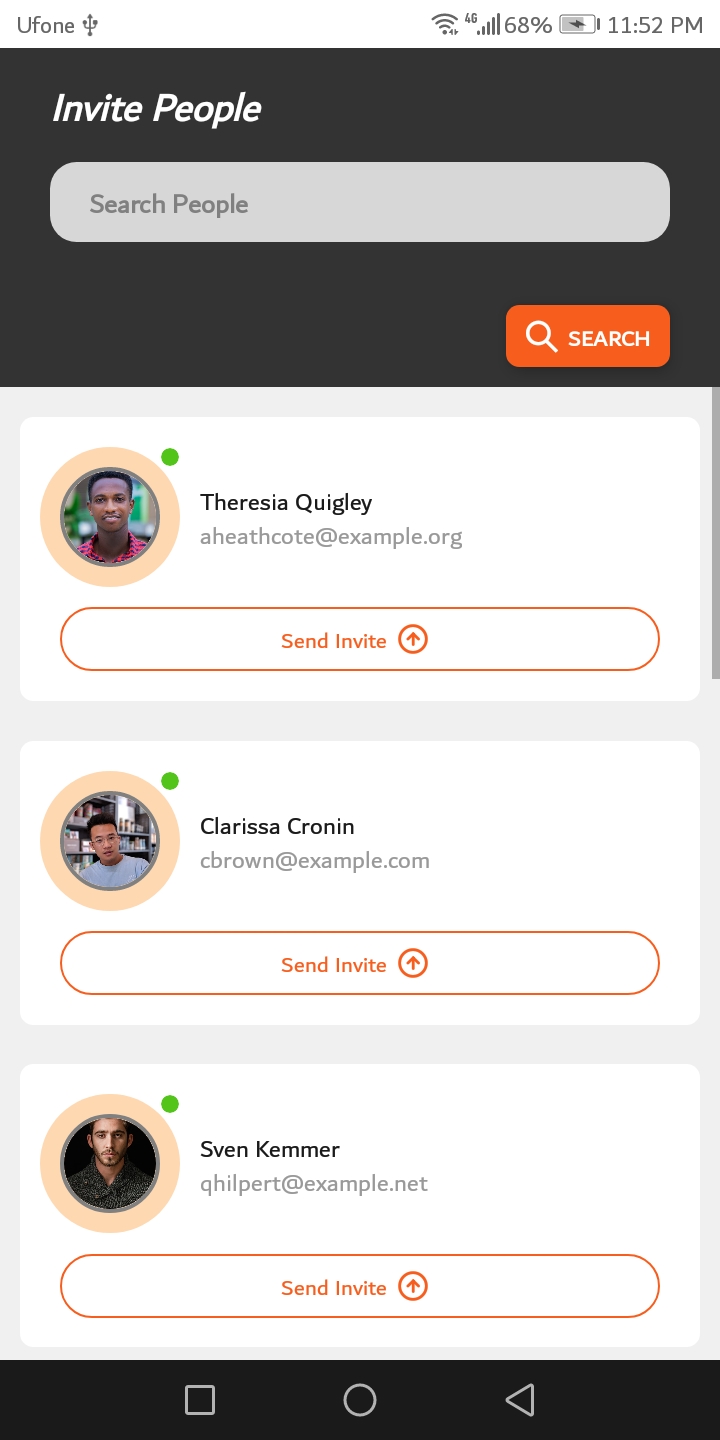 Ufone 4G 68% 11:52 PM
Invite People
Search People
SEARCH
Theresia Quigley
aheathcote@example.org
Send Invite
Clarissa Cronin
cbrown@example.com
Send Invite
Sven Kemmer
qhilpert@example.net
Send Invite